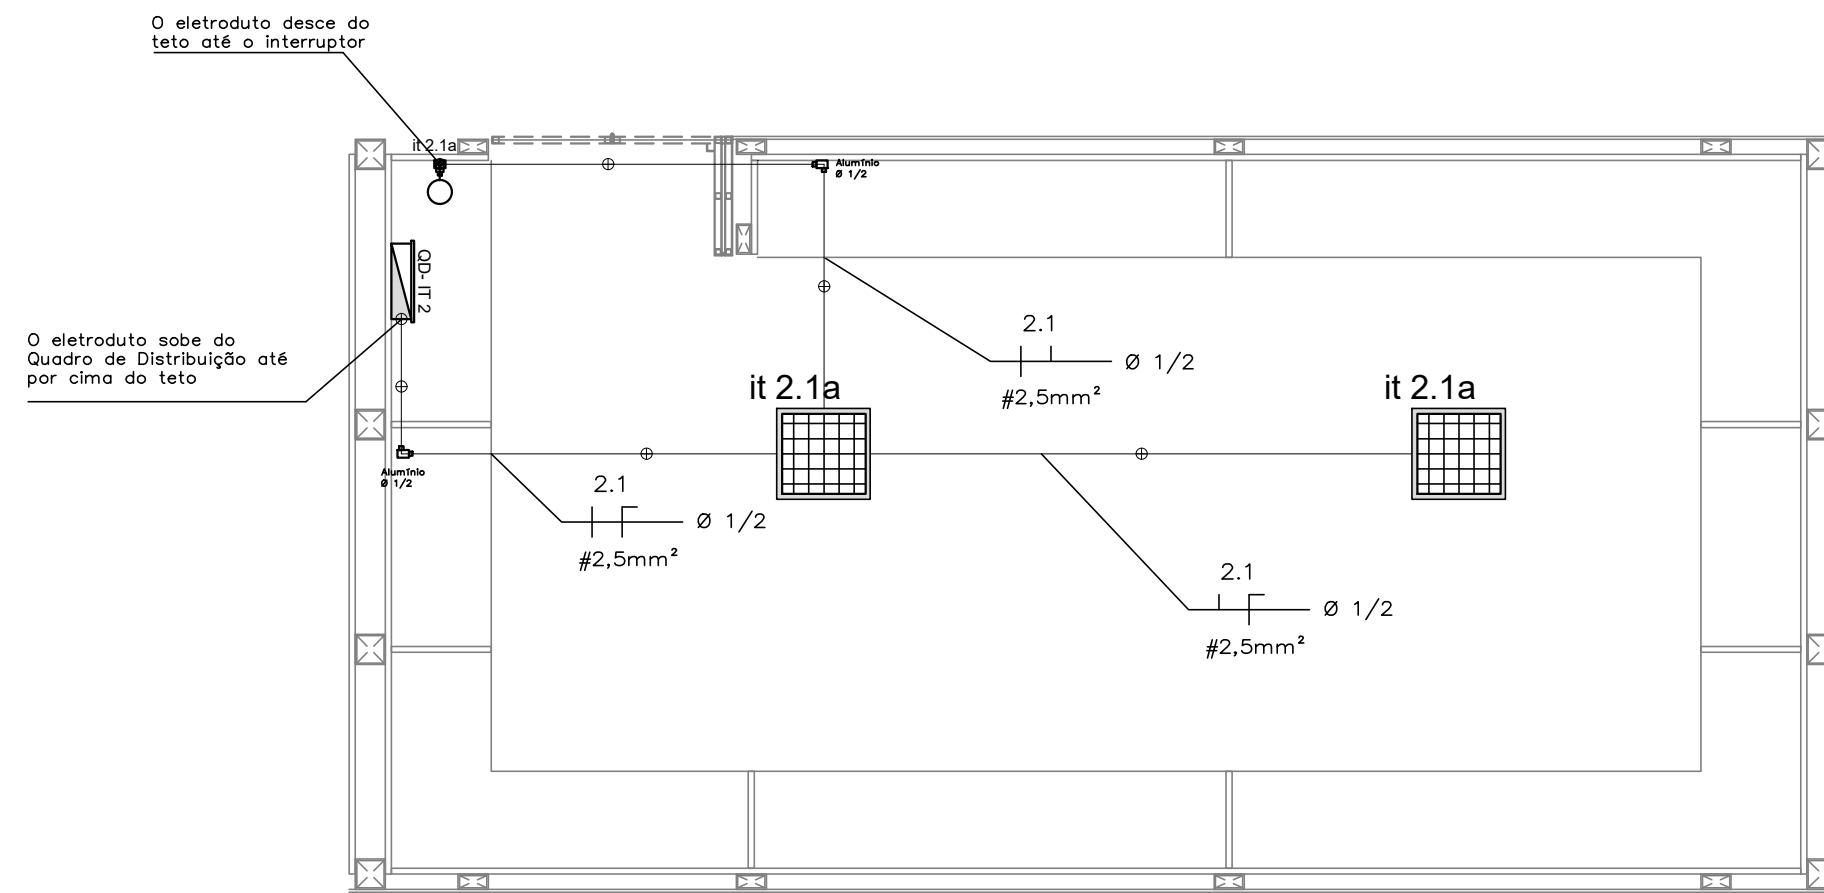 O eletroduto desce do
teto até o interruptor
it 2.1a
Alumínio
Ø 1/2
QD-IT 2
O eletroduto sobe do
Quadro de Distribuição até
por cima do teto
2.1
Ø 1/2
#2,5mm²
it 2.1a
it 2.1a
Alumínio
Ø 1/2
2.1
Ø 1/2
#2,5mm²
2.1
Ø 1/2
#2,5mm²